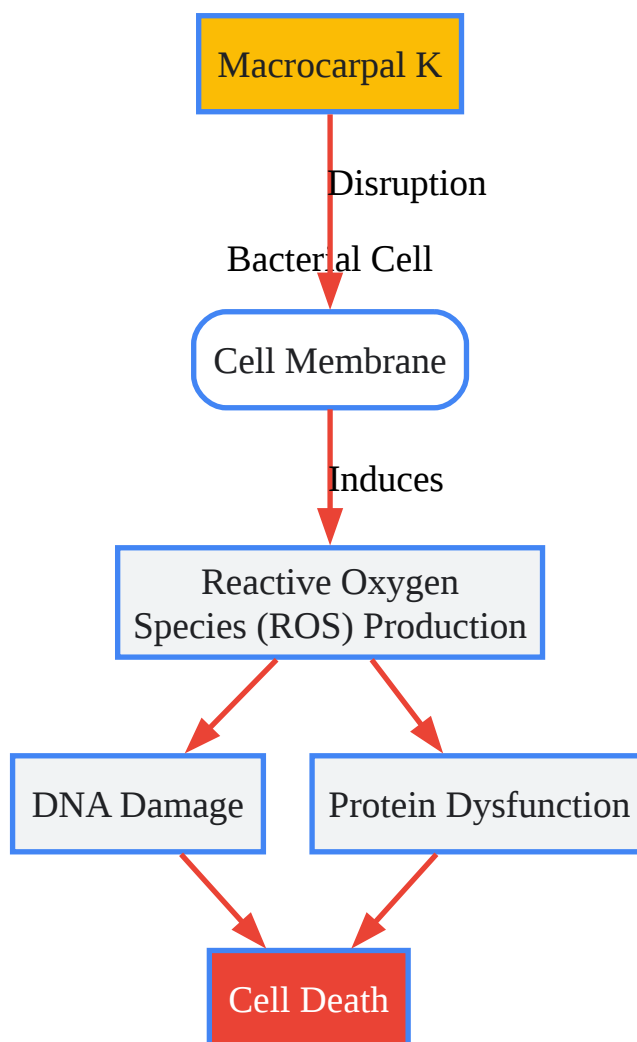 Macrocarpal K
Disruption
Bacterial Cell
Cell Membrane
Induces
Reactive Oxygen
Species (ROS) Production
DNA Damage
Protein Dysfunction
Cell Death